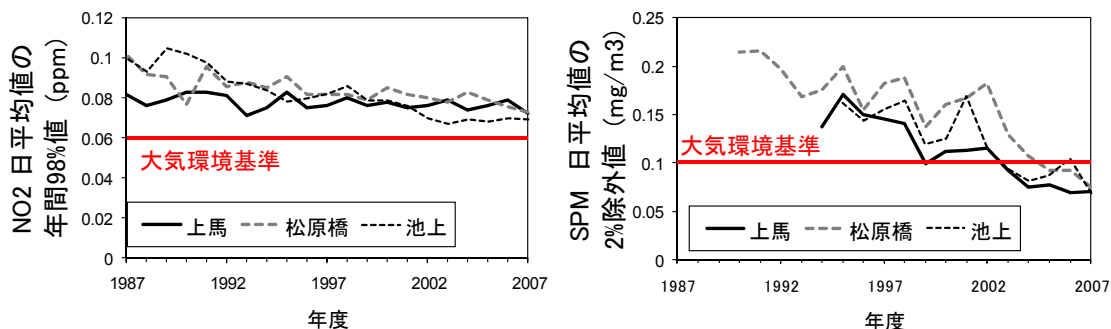 NO2 日平均値の
年間98%値 (ppm)
0.12
0.1
0.08
0.06
0.04
0.02
0
大気環境基準
上馬 松原橋 池上
1987 1992 1997 2002 2007
年度
SPM 日平均値の
2%除外値 (mg/m3)
0.25
0.2
0.15
0.1
0.05
0
大気環境基準
上馬 松原橋 池上
1987 1992 1997 2002 2007
年度